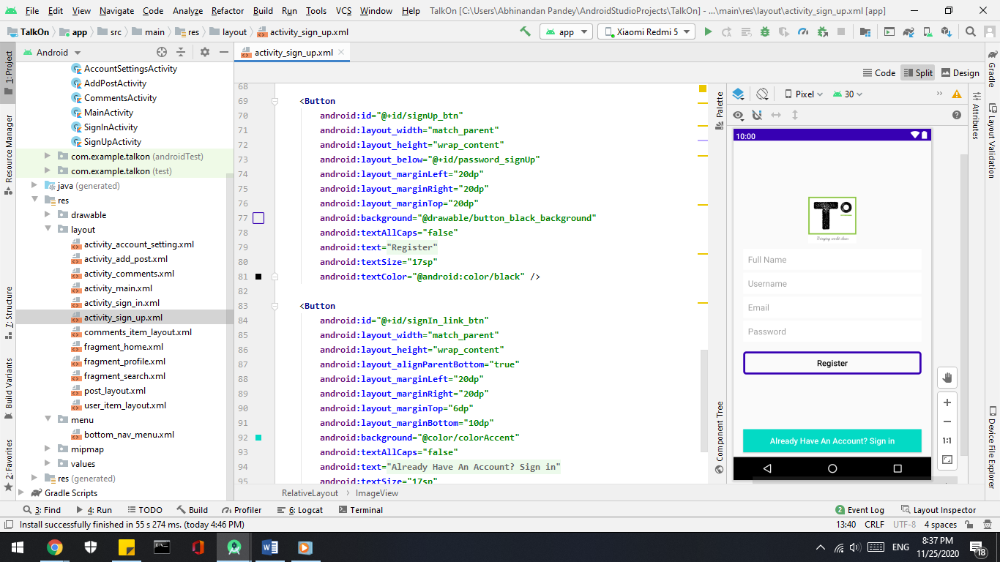 File Edit View Navigate Code Analyze Refactor Build Run Tools VCS Window Help TalkOn [C:\Users\Abhinandan Pandey\AndroidStudioProjects\TalkOn] - ...\main\res\layout\activity_sign_up.xml [app]
TalkOn app src main res layout activity_sign_up.xml app Xiaomi Redmi 5
1: Project
Resource Manager
7: Structure
Build Variants
2: Favorites
Android
AccountSettingsActivity
AddPostActivity
CommentsActivity
MainActivity
SignInActivity
SignUpActivity
com.example.talkon (androidTest)
com.example.talkon (test)
java (generated)
res
drawable
layout
activity_account_setting.xml
activity_add_post.xml
activity_comments.xml
activity_main.xml
activity_sign_in.xml
activity_sign_up.xml
comments_item_layout.xml
fragment_home.xml
fragment_profile.xml
fragment_search.xml
post_layout.xml
user_item_layout.xml
menu
bottom_nav_menu.xml
mipmap
values
res (generated)
Gradle Scripts
activity_sign_up.xml
Code Split Design
68
69 <Button
70 android:id="@+id/signUp_btn"
71 android:layout_width="match_parent"
72 android:layout_height="wrap_content"
73 android:layout_below="@+id/password_signUp"
74 android:layout_marginLeft="20dp"
75 android:layout_marginRight="20dp"
76 android:layout_marginTop="20dp"
77 android:background="@drawable/button_black_background"
78 android:textAllCaps="false"
79 android:text="Register"
80 android:textSize="17sp"
81 android:textColor="@android:color/black" />
82
83 <Button
84 android:id="@+id/signIn_link_btn"
85 android:layout_width="match_parent"
86 android:layout_height="wrap_content"
87 android:layout_alignParentBottom="true"
88 android:layout_marginLeft="20dp"
89 android:layout_marginRight="20dp"
90 android:layout_marginTop="6dp"
91 android:layout_marginBottom="10dp"
92 android:background="@color/colorAccent"
93 android:textAllCaps="false"
94 android:text="Already Have An Account? Sign in"
95 android:textSize="17sp"
RelativeLayout ImageView
Palette
Component Tree
Pixel 30
10:00
To
Full Name
Username
Email
Password
Register
Already Have An Account? Sign in
1:1
Attributes
Gradle
Layout Validation
Device File Explorer
3: Find 4: Run TODO Build Profiler 6: Logcat Terminal 2 Event Log Layout Inspector
Install successfully finished in 55 s 274 ms. (today 4:46 PM) 13:40 CRLF UTF-8 4 spaces
ENG 8:37 PM
11/25/2020 18